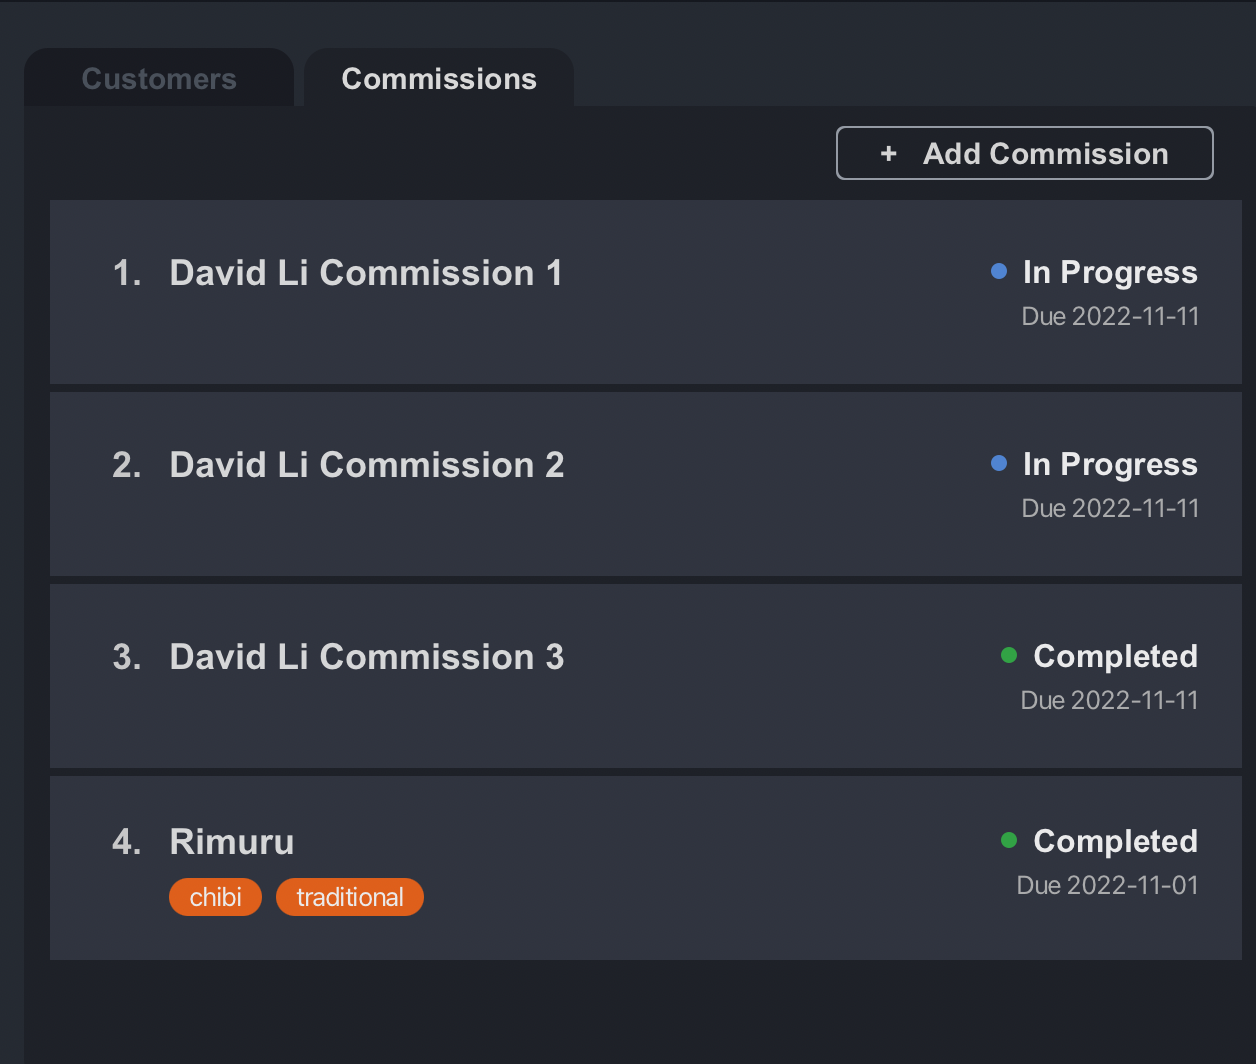 Customers
Commissions
+ Add Commission
1. David Li Commission 1
In Progress
Due 2022-11-11
2. David Li Commission 2
In Progress
Due 2022-11-11
3. David Li Commission 3
Completed
Due 2022-11-11
4. Rimuru
chibi traditional
Completed
Due 2022-11-01